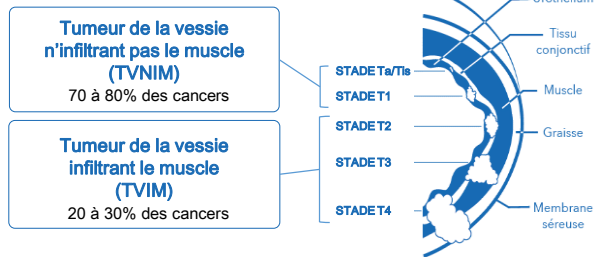 Tumeur de la vessie
n'infiltrant pas le muscle
(TVNIM)
70 à 80% des cancers
Tumeur de la vessie
infiltrant le muscle
(TVIM)
20 à 30% des cancers
STADE Ta/Tis
STADE T1
STADE T2
STADE T3
STADE T4
Tissu
conjonctif
Muscle
Graisse
Membrane
séreuse